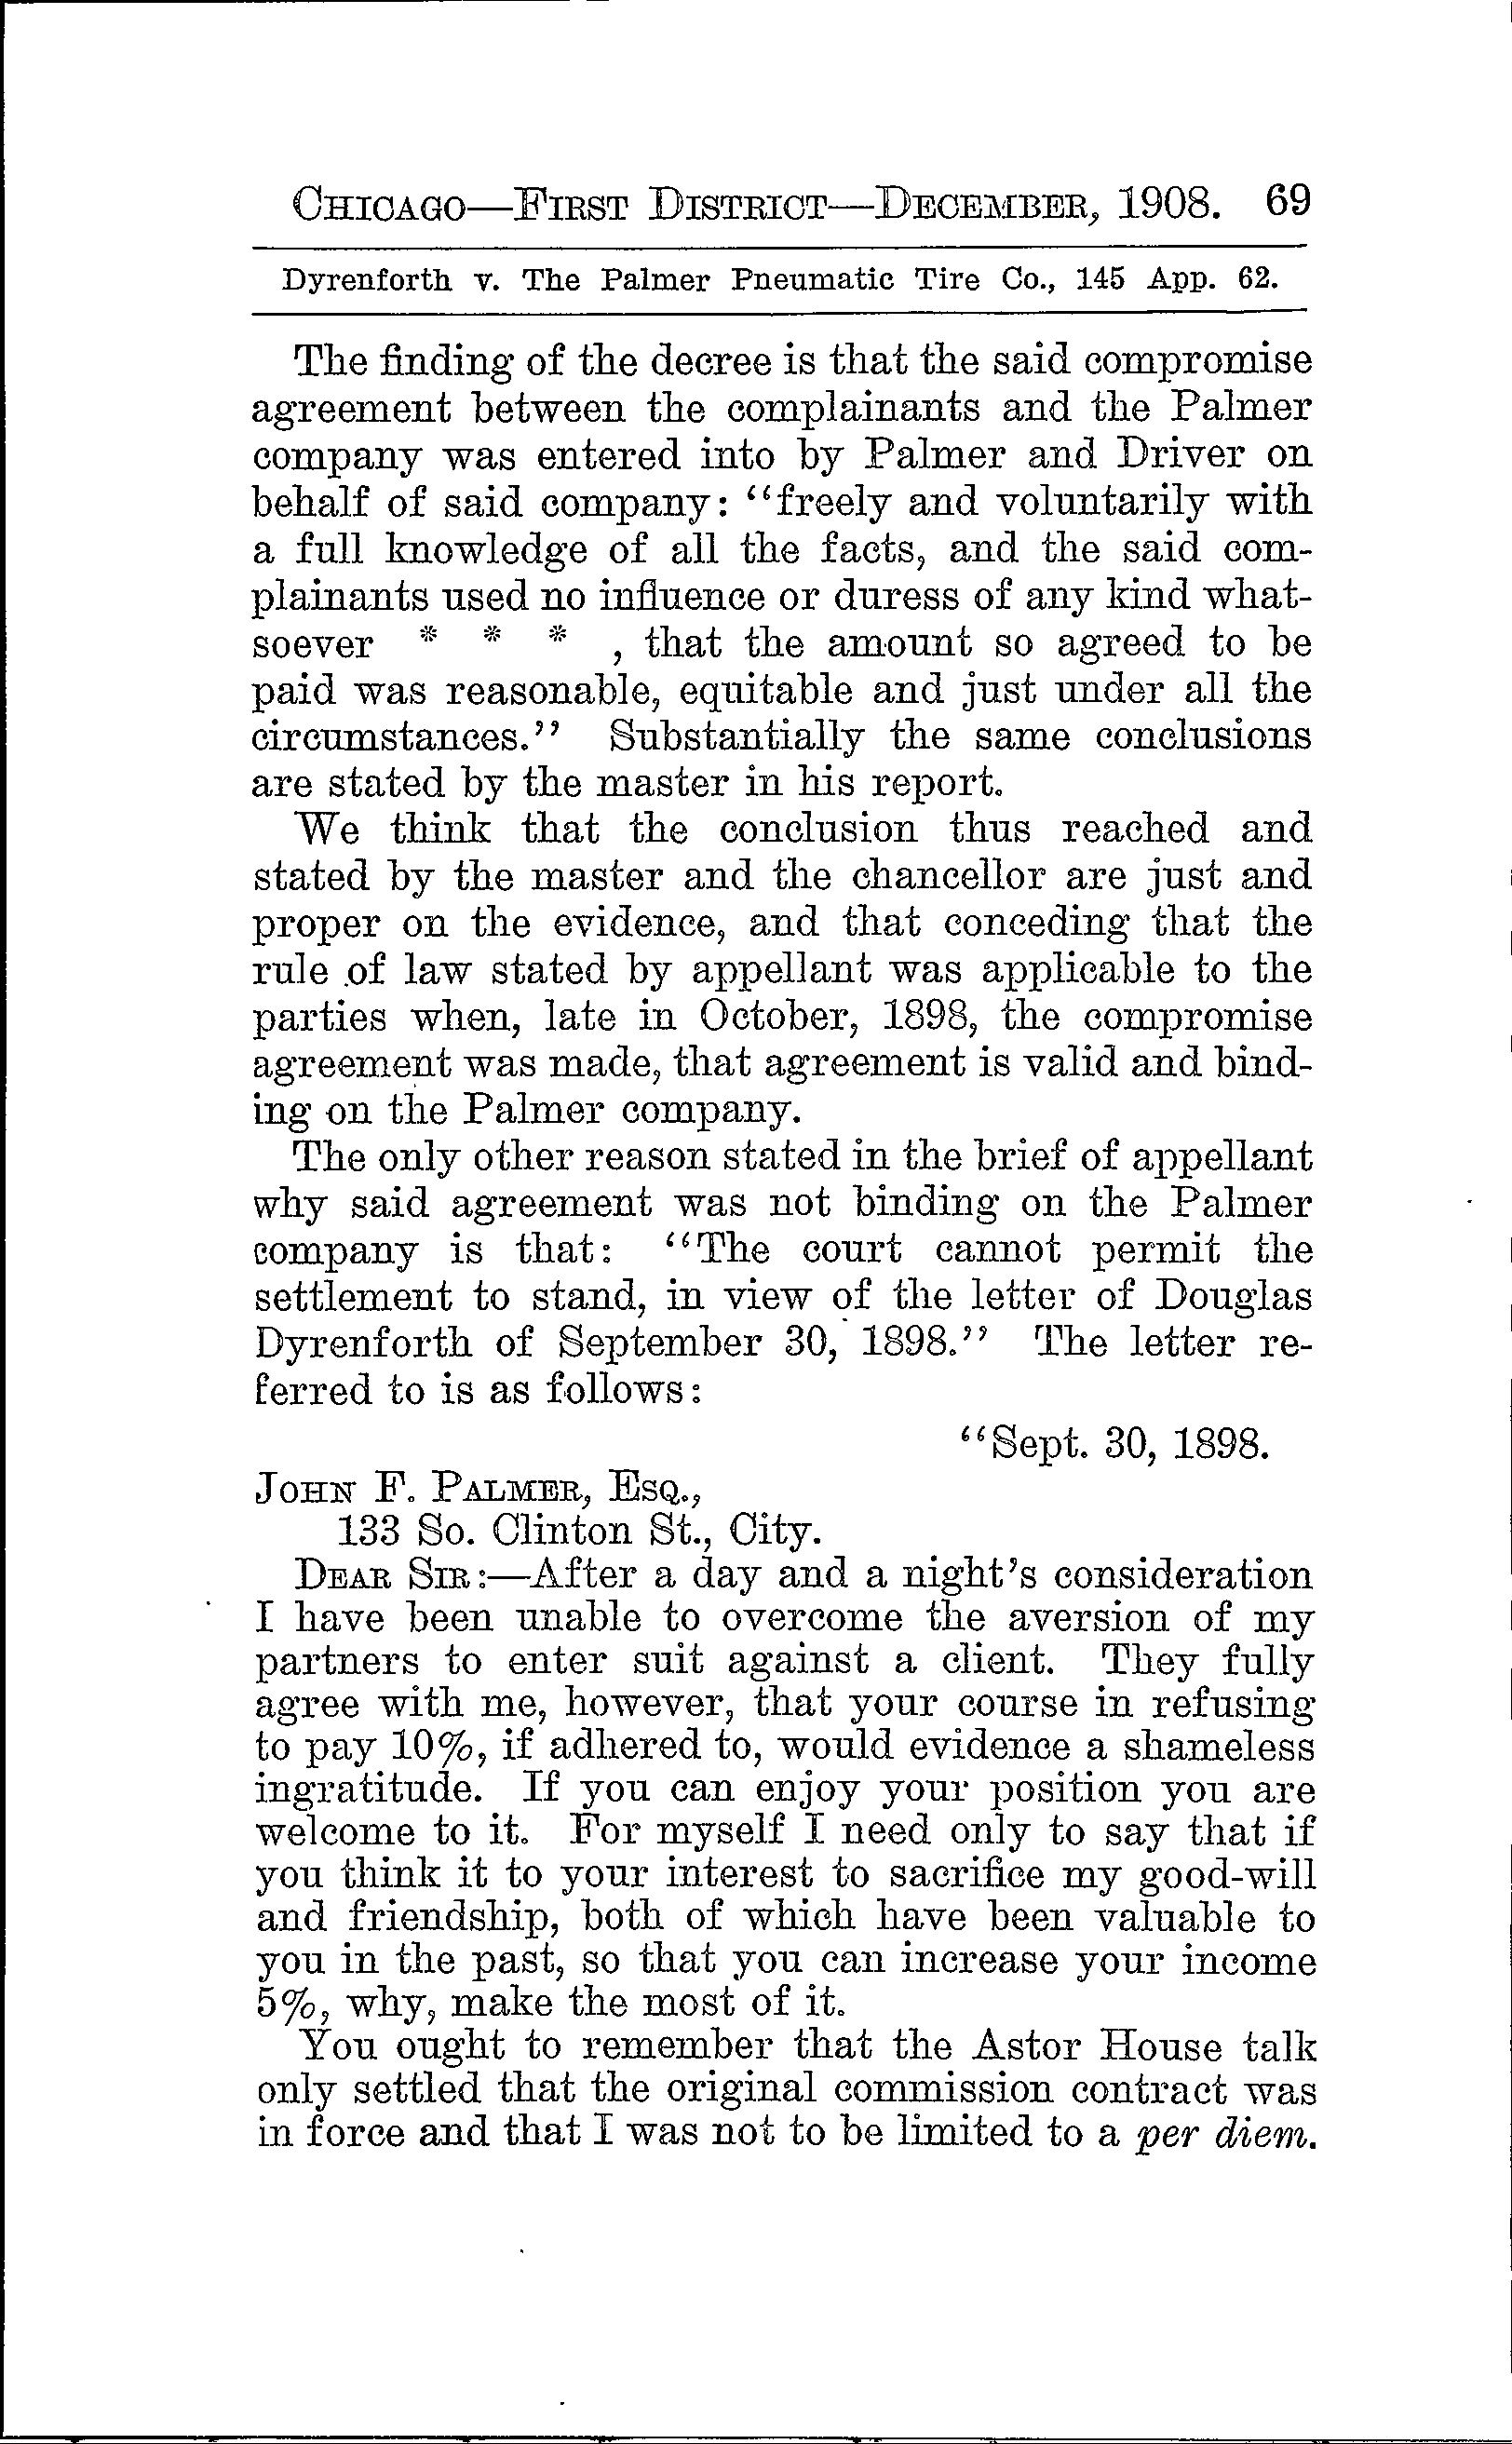 CHICAGO—FIRST DISTRICT—DECEMBER, 1908. 69
Dyrenforth v. The Palmer Pneumatic Tire Co., 145 App. 62.
The finding of the decree is that the said compromise
agreement between the complainants and the Palmer
company was entered into by Palmer and Driver on
behalf of said company: "freely and voluntarily with
a full knowledge of all the facts, and the said com-
plainants used no influence or duress of any kind what-
soever * * * , that the amount so agreed to be
paid was reasonable, equitable and just under all the
circumstances." Substantially the same conclusions
are stated by the master in his report.
We think that the conclusion thus reached and
stated by the master and the chancellor are just and
proper on the evidence, and that conceding that the
rule of law stated by appellant was applicable to the
parties when, late in October, 1898, the compromise
agreement was made, that agreement is valid and bind-
ing on the Palmer company.
The only other reason stated in the brief of appellant
why said agreement was not binding on the Palmer
company is that: "The court cannot permit the
settlement to stand, in view of the letter of Douglas
Dyrenforth of September 30, 1898." The letter re-
ferred to is as follows:
"Sept. 30, 1898.
JOHN F. PALMER, ESQ.,
133 So. Clinton St., City.
DEAR SIR:—After a day and a night's consideration
I have been unable to overcome the aversion of my
partners to enter suit against a client. They fully
agree with me, however, that your course in refusing
to pay 10%, if adhered to, would evidence a shameless
ingratitude. If you can enjoy your position you are
welcome to it. For myself I need only to say that if
you think it to your interest to sacrifice my good-will
and friendship, both of which have been valuable to
you in the past, so that you can increase your income
5%, why, make the most of it.
You ought to remember that the Astor House talk
only settled that the original commission contract was
in force and that I was not to be limited to a per diem.